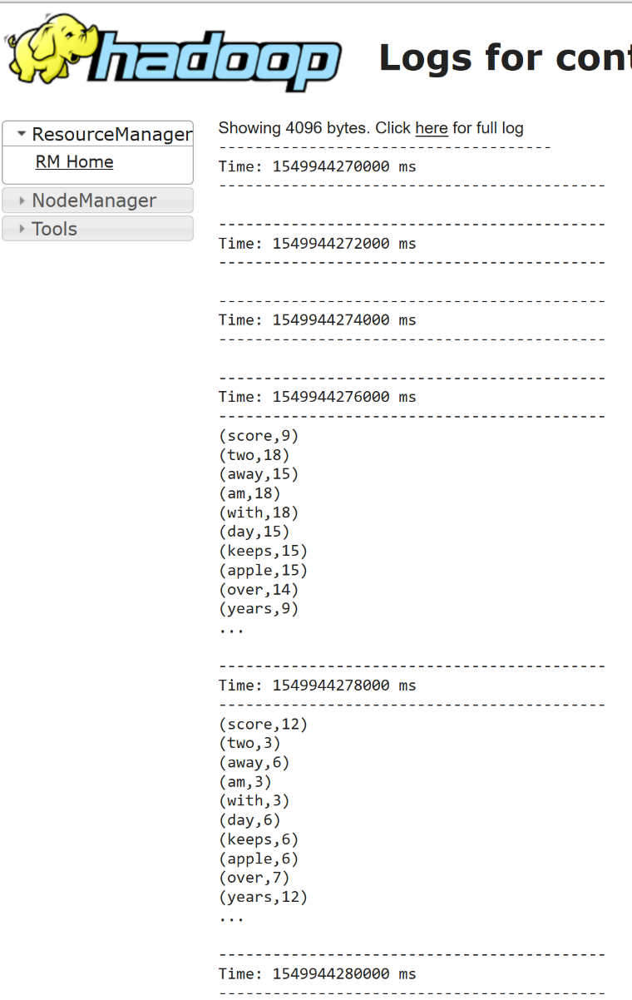 hadoop
Logs for cont
ResourceManager
RM Home
NodeManager
Tools
Showing 4096 bytes. Click here for full log
-------------------------------------
Time: 1549944270000 ms
-------------------------------------------

-------------------------------------------
Time: 1549944272000 ms
-------------------------------------------

-------------------------------------------
Time: 1549944274000 ms
-------------------------------------------

-------------------------------------------
Time: 1549944276000 ms
-------------------------------------------
(score,9)
(two,18)
(away,15)
(am,18)
(with,18)
(day,15)
(keeps,15)
(apple,15)
(over,14)
(years,9)
...

-------------------------------------------
Time: 1549944278000 ms
-------------------------------------------
(score,12)
(two,3)
(away,6)
(am,3)
(with,3)
(day,6)
(keeps,6)
(apple,6)
(over,7)
(years,12)
...

-------------------------------------------
Time: 1549944280000 ms
-------------------------------------------